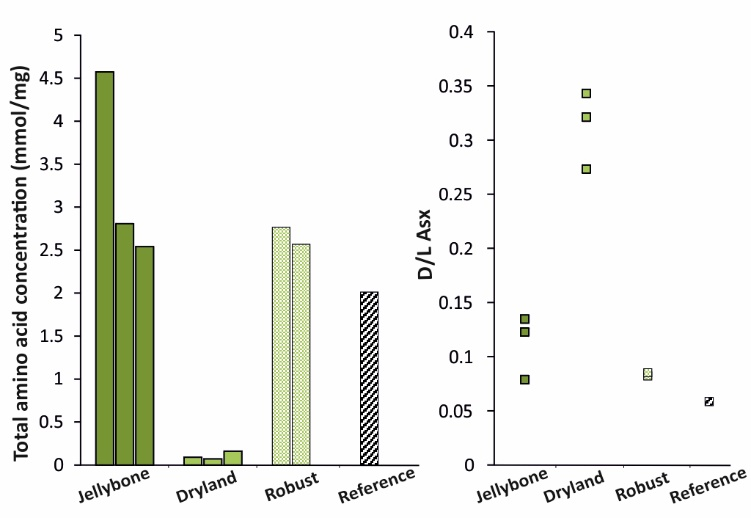 Total amino acid concentration (mmol/mg)
5
4.5
4
3.5
3
2.5
2
1.5
1
0.5
0
Jellybone
Dryland
Robust
Reference
D/L Asx
0.4
0.35
0.3
0.25
0.2
0.15
0.1
0.05
0
Jellybone
Dryland
Robust
Reference